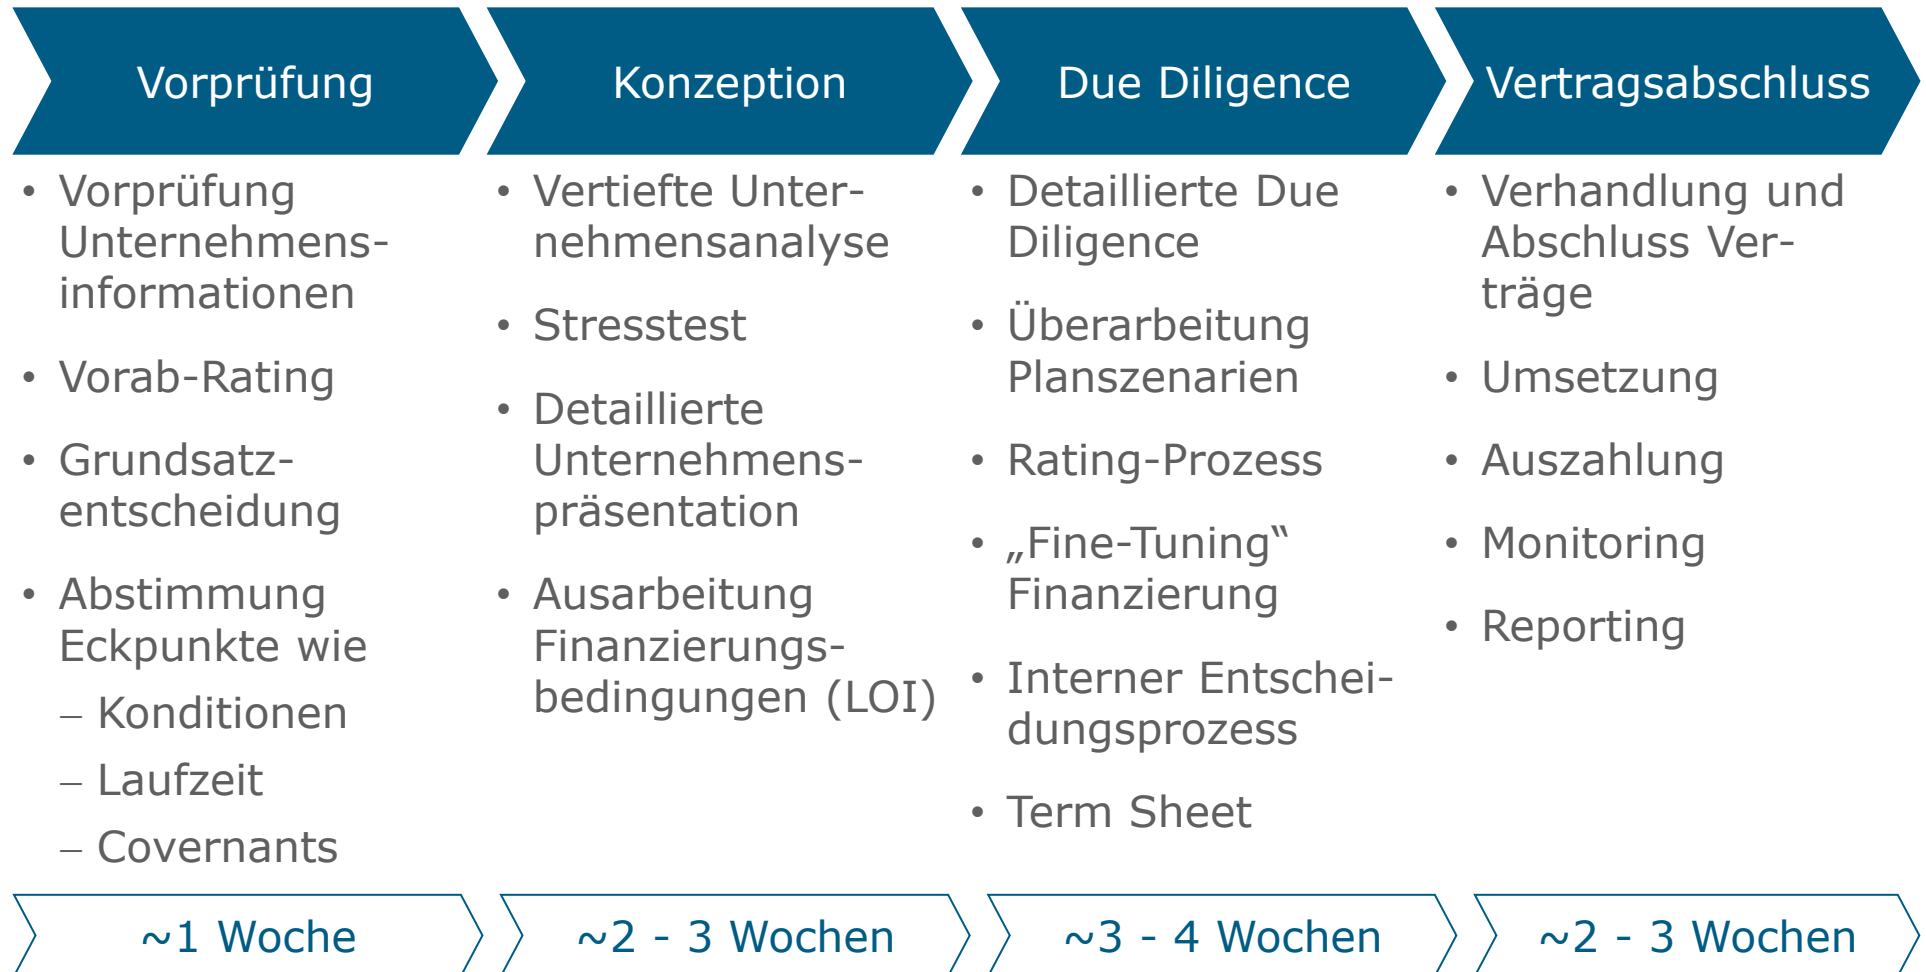 Vorprüfung
Konzeption
Due Diligence
Vertragsabschluss
• Vorprüfung
Unternehmens-
informationen
• Vorab-Rating
• Grundsatz-
entscheidung
• Abstimmung
Eckpunkte wie
– Konditionen
– Laufzeit
– Covernants
• Vertiefte Unter-
nehmensanalyse
• Stresstest
• Detaillierte
Unternehmens-
präsentation
• Ausarbeitung
Finanzierungs-
bedingungen (LOI)
• Detaillierte Due
Diligence
• Überarbeitung
Planszenarien
• Rating-Prozess
• „Fine-Tuning“
Finanzierung
• Interner Entschei-
dungsprozess
• Term Sheet
• Verhandlung und
Abschluss Ver-
träge
• Umsetzung
• Auszahlung
• Monitoring
• Reporting
~1 Woche
~2 - 3 Wochen
~3 - 4 Wochen
~2 - 3 Wochen